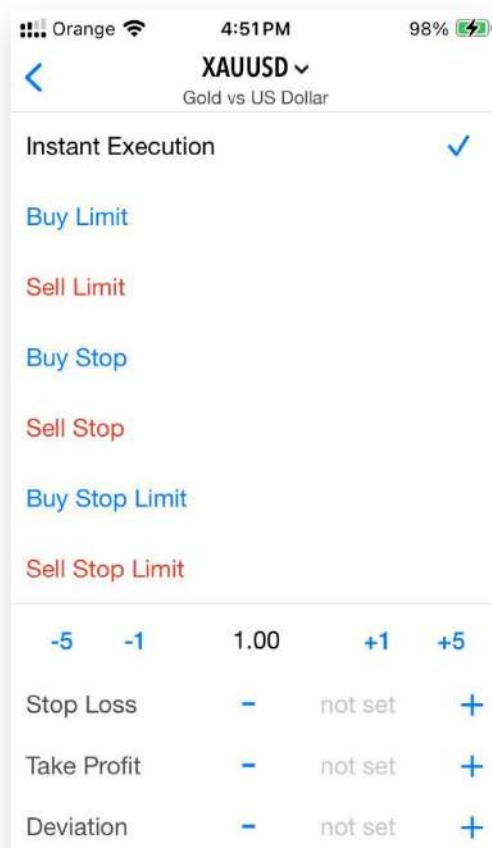 Orange 4:51 PM 98%
XAUUSD
Gold vs US Dollar
Instant Execution
Buy Limit
Sell Limit
Buy Stop
Sell Stop
Buy Stop Limit
Sell Stop Limit
-5 -1 1.00 +1 +5
Stop Loss - not set +
Take Profit - not set +
Deviation - not set +